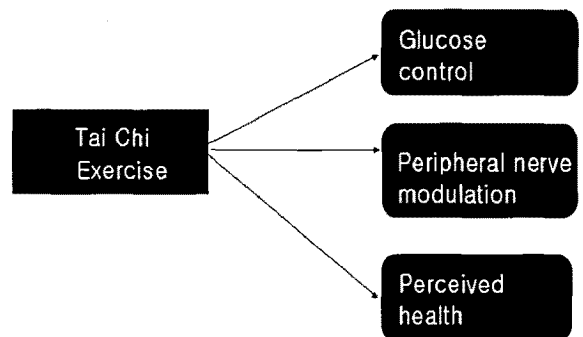 Tai Chi
Exercise
Glucose
control
Peripheral nerve
modulation
Perceived
health